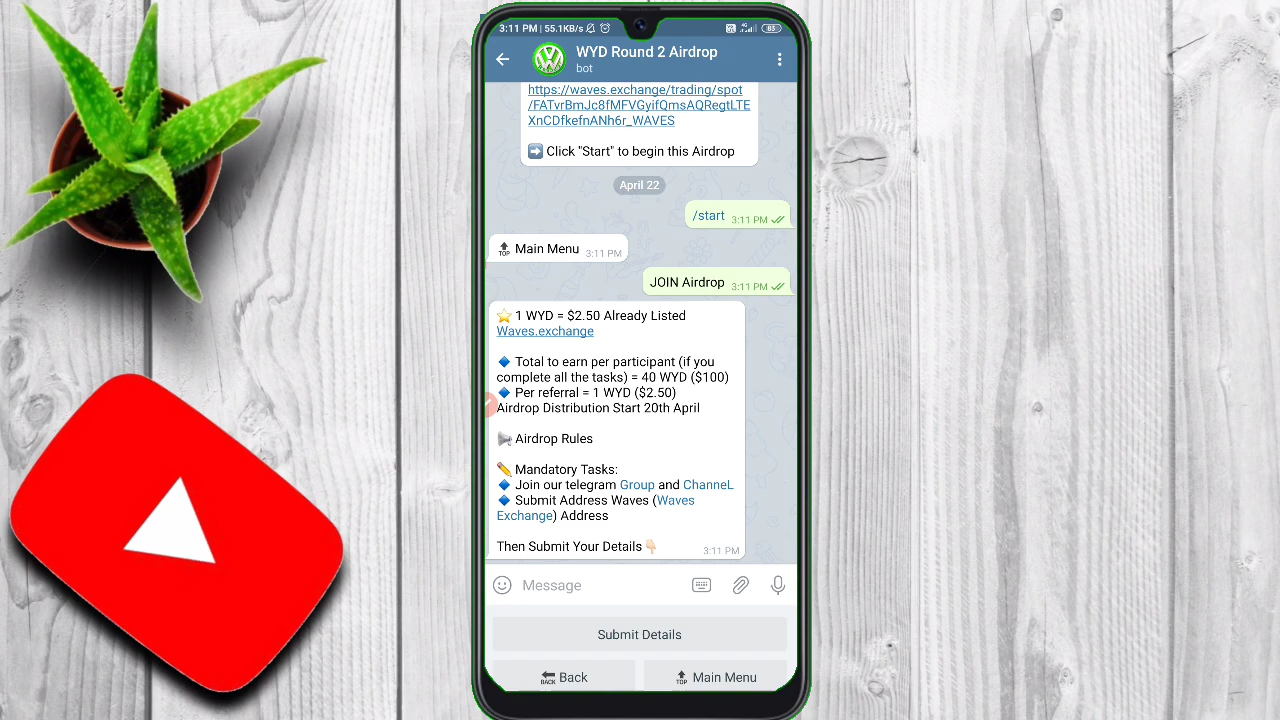 3:11 PM | 55.1KB/s
4G
83
WYD Round 2 Airdrop
bot
https://waves.exchange/trading/spot
/FATvrBmJc8fMFVGyifQmsAQRegtLTE
XnCDfkefnANh6r_WAVES
Click "Start" to begin this Airdrop
April 22
/start 3:11 PM
TOP Main Menu 3:11 PM
JOIN Airdrop 3:11 PM
1 WYD = $2.50 Already Listed
Waves.exchange
Total to earn per participant (if you
complete all the tasks) = 40 WYD ($100)
Per referral = 1 WYD ($2.50)
Airdrop Distribution Start 20th April
Airdrop Rules
Mandatory Tasks:
Join our telegram Group and ChanneL
Submit Address Waves (Waves
Exchange) Address
Then Submit Your Details
3:11 PM
Message
Submit Details
BACK Back
TOP Main Menu